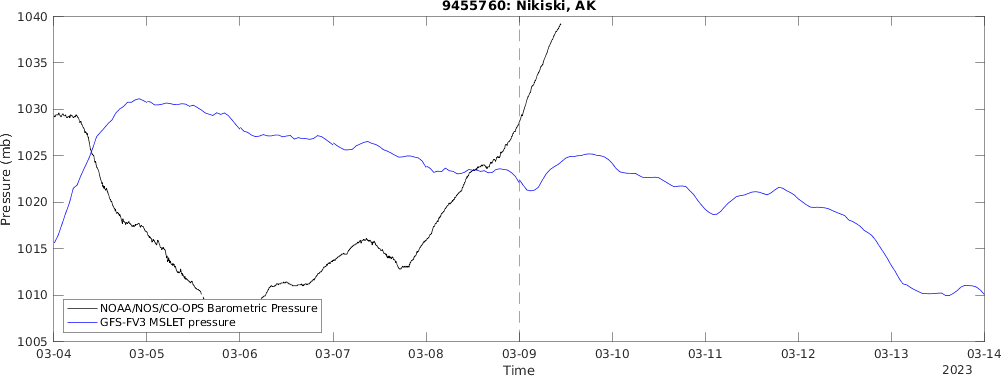 9455760: Nikiski, AK
1040
1035
1030
1025
1020
1015
1010
1005
Pressure (mb)
NOAA/NOS/CO-OPS Barometric Pressure
GFS-FV3 MSLET pressure
03-04 03-05 03-06 03-07 03-08 03-09 03-10 03-11 03-12 03-13 03-14
Time
2023